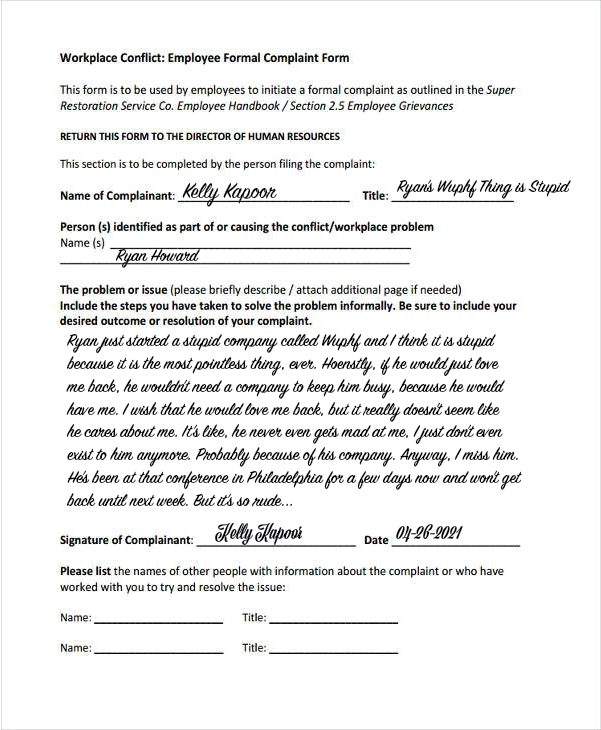 Workplace Conflict: Employee Formal Complaint Form
This form is to be used by employees to initiate a formal complaint as outlined in the Super
Restoration Service Co. Employee Handbook / Section 2.5 Employee Grievances
RETURN THIS FORM TO THE DIRECTOR OF HUMAN RESOURCES
This section is to be completed by the person filing the complaint:
Name of Complainant: Kelly Kapoor Title: Ryan's Wuphf Thing is Stupid
Person (s) identified as part of or causing the conflict/workplace problem
Name (s)
Ryan Howard
The problem or issue (please briefly describe / attach additional page if needed)
Include the steps you have taken to solve the problem informally. Be sure to include your
desired outcome or resolution of your complaint.
Ryan just started a stupid company called Wuphf and I think it is stupid
because it is the most pointless thing, ever. Hoenstly, if he would just love
me back, he wouldn't need a company to keep him busy, because he would
have me. I wish that he would love me back, but it really doesn't seem like
he cares about me. It's like, he never even gets mad at me, I just don't even
exist to him anymore. Probably because of his company. Anyway, I miss him.
He's been at that conference in Philadelphia for a few days now and won't get
back until next week. But it's so rude...
Signature of Complainant: Kelly Kapoor Date 04-26-2021
Please list the names of other people with information about the complaint or who have
worked with you to try and resolve the issue:
Name: Title:
Name: Title: